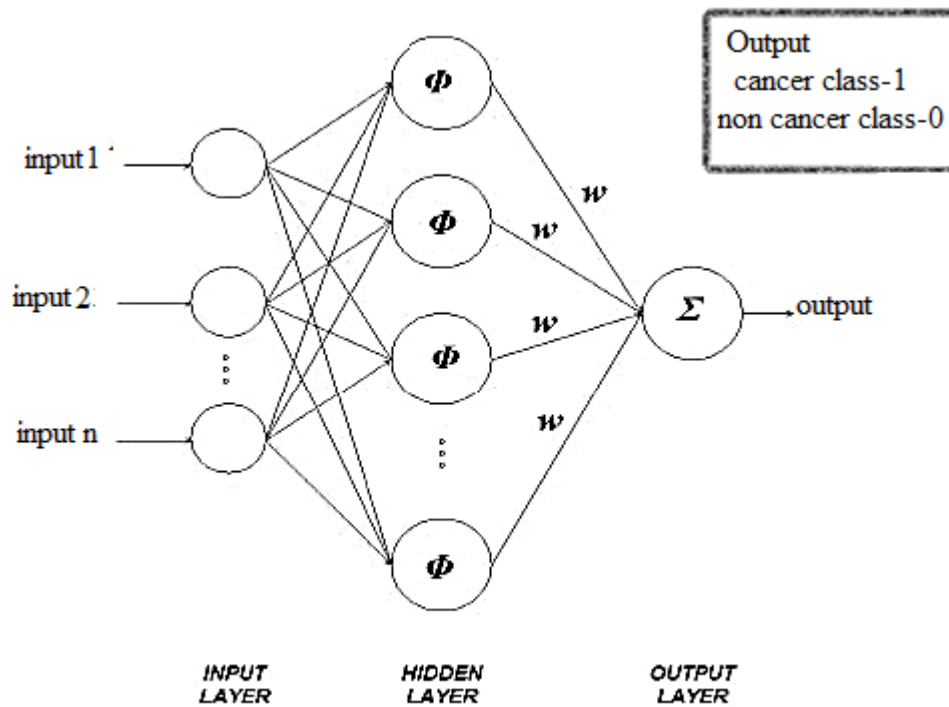 Output
cancer class-1
non cancer class-0
input 1
input 2
input n
Φ
Φ
Φ
Φ
w
w
w
w
Σ
output
INPUT LAYER
HIDDEN LAYER
OUTPUT LAYER